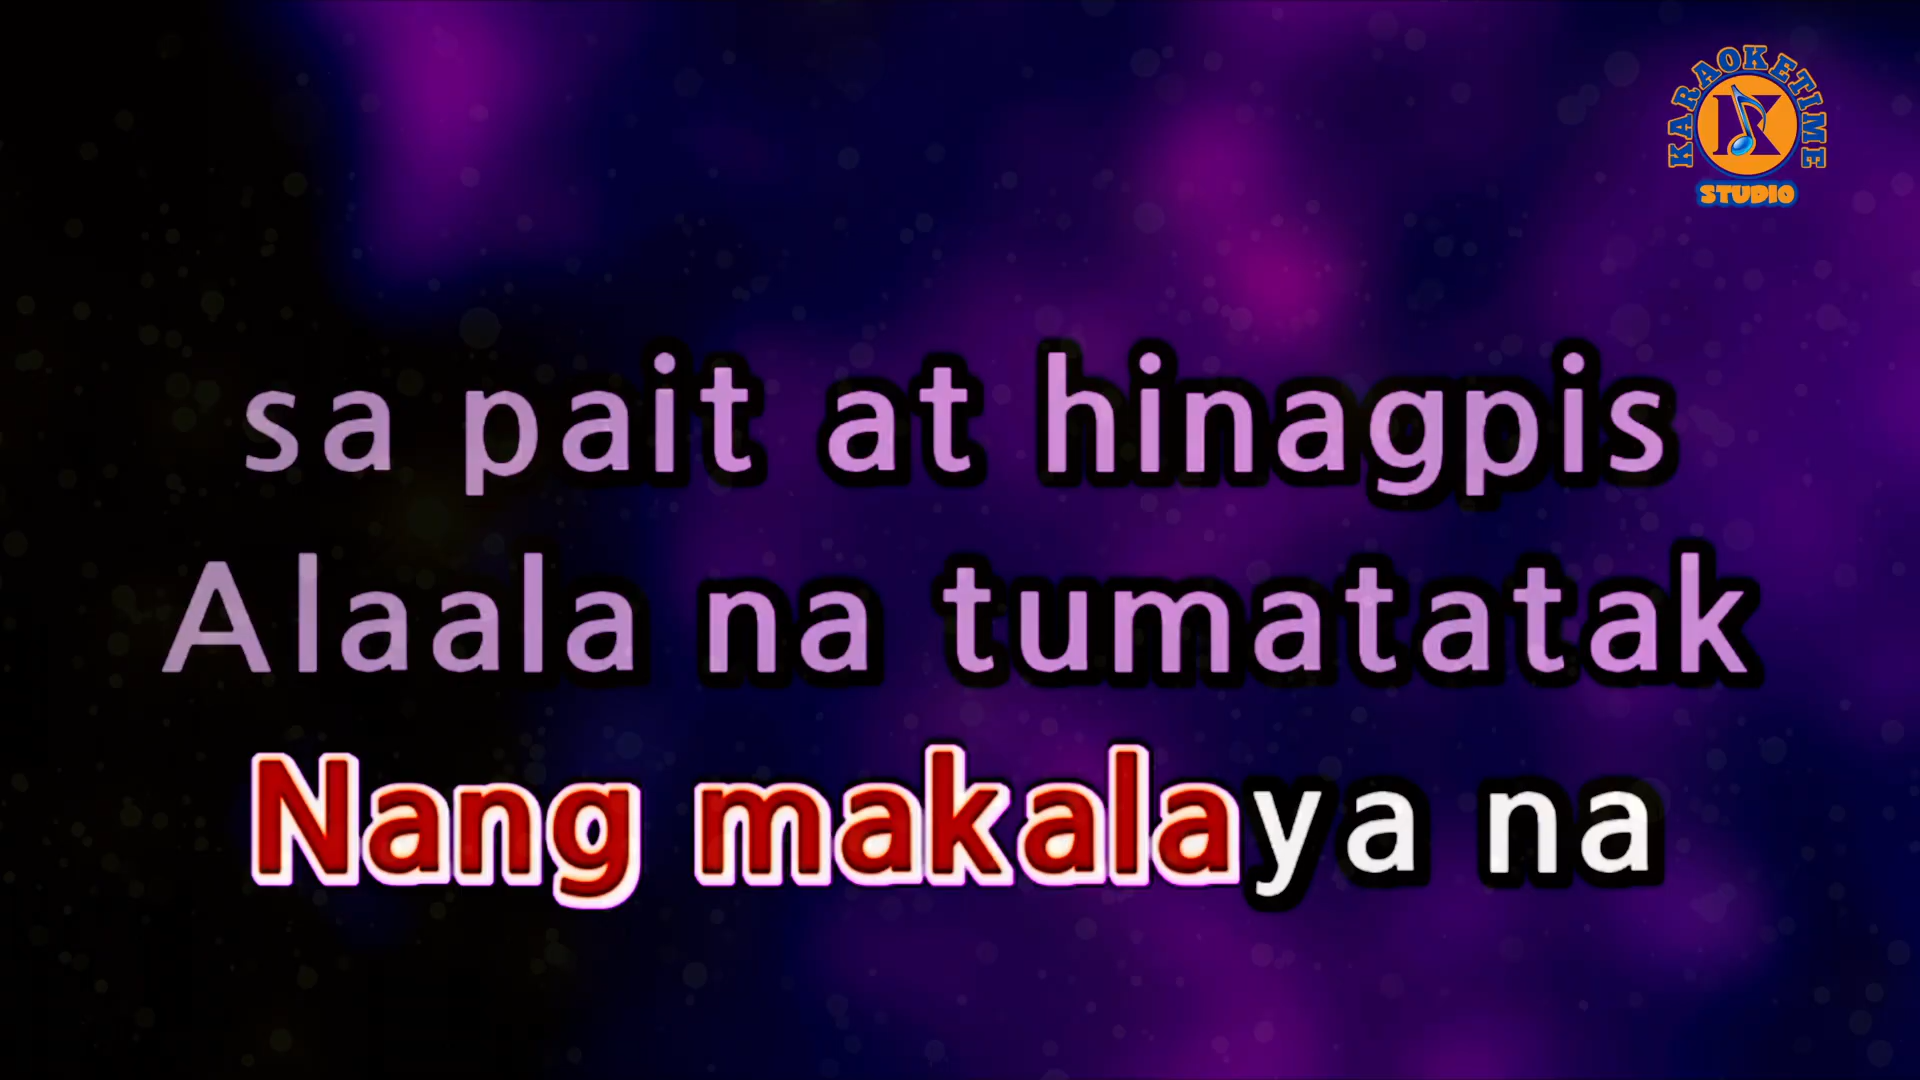 KARAOKETIME
K
STUDIO
sa pait at hinagpis
Alaala na tumatatak
Nang makalaya na